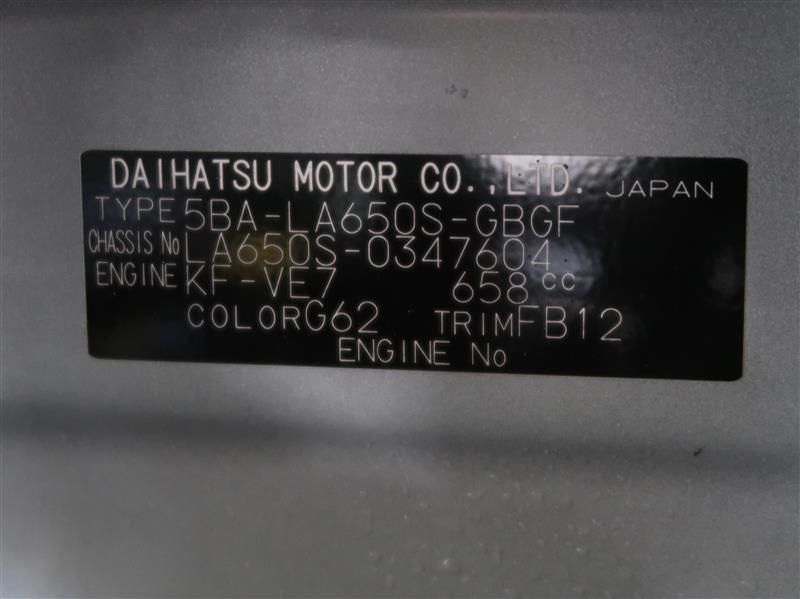 DAIHATSU MOTOR CO.,LTD. JAPAN
TYPE 5BA-LA650S-GBGF
CHASSIS No LA650S-0347604
ENGINE KF-VE7 658 cc
COLOR G62 TRIM FB12
ENGINE No